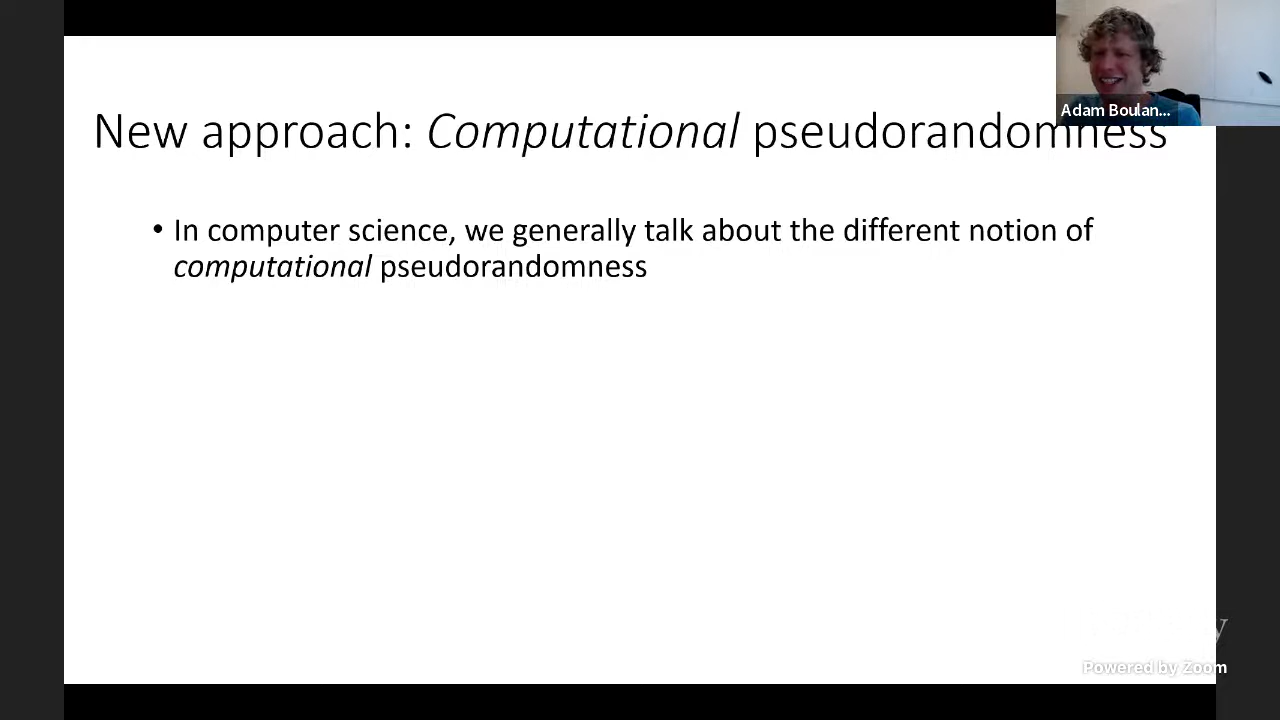 New approach: Computational pseudorandomness
Adam Boulan...
• In computer science, we generally talk about the different notion of
computational pseudorandomness
Powered by Zoom